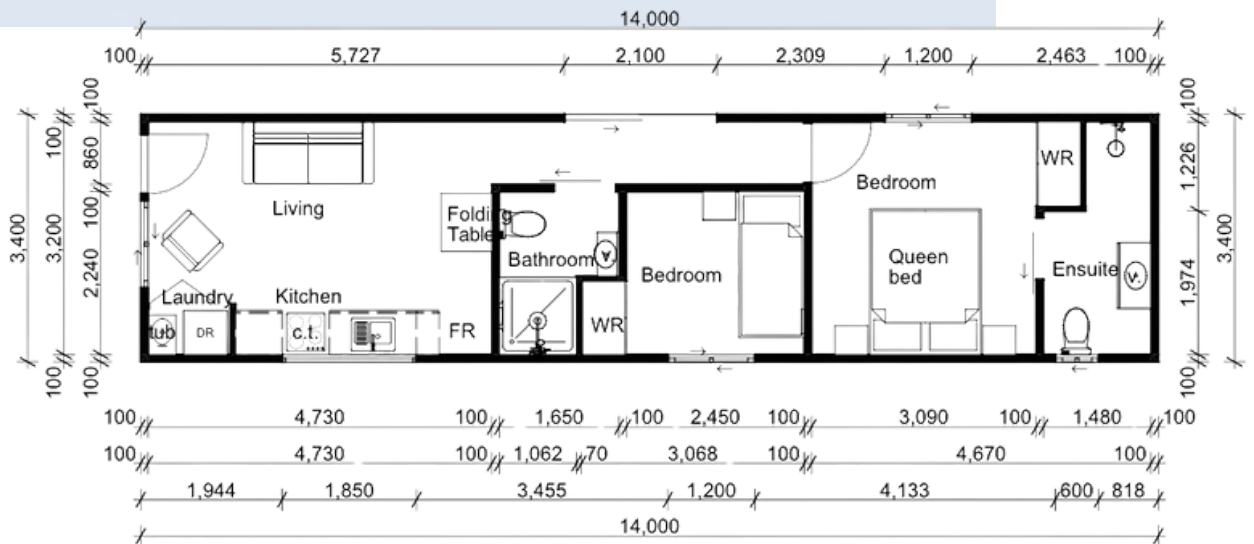 14,000
100 5,727 2,100 2,309 1,200 2,463 100
3,400
100 3,200 100
100 860 100 2,240 100
Living
Folding
Table
Bathroom
Bedroom
Bedroom
WR
Queen
bed
Ensuite
Laundry
Kitchen
tub
DR
c.t.
FR
WR
100 1,226 1,974 100
3,400
100 4,730 100 1,650 100 2,450 100 3,090 100 1,480 100
100 4,730 100 1,062 70 3,068 100 4,670 100
1,944 1,850 3,455 1,200 4,133 600 818
14,000